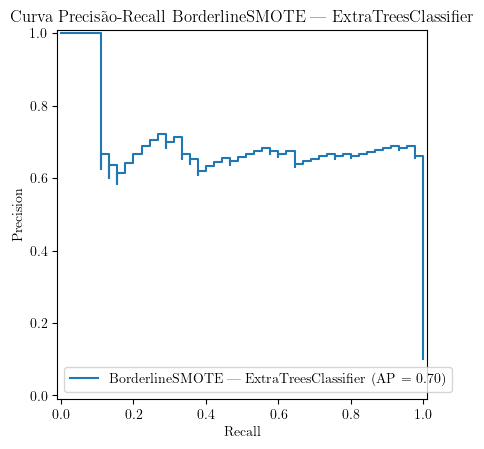 Curva Precisão-Recall BorderlineSMOTE — ExtraTreesClassifier
1.0
0.8
0.6
0.4
0.2
0.0
Precision
BorderlineSMOTE — ExtraTreesClassifier (AP = 0.70)
0.0 0.2 0.4 0.6 0.8 1.0
Recall